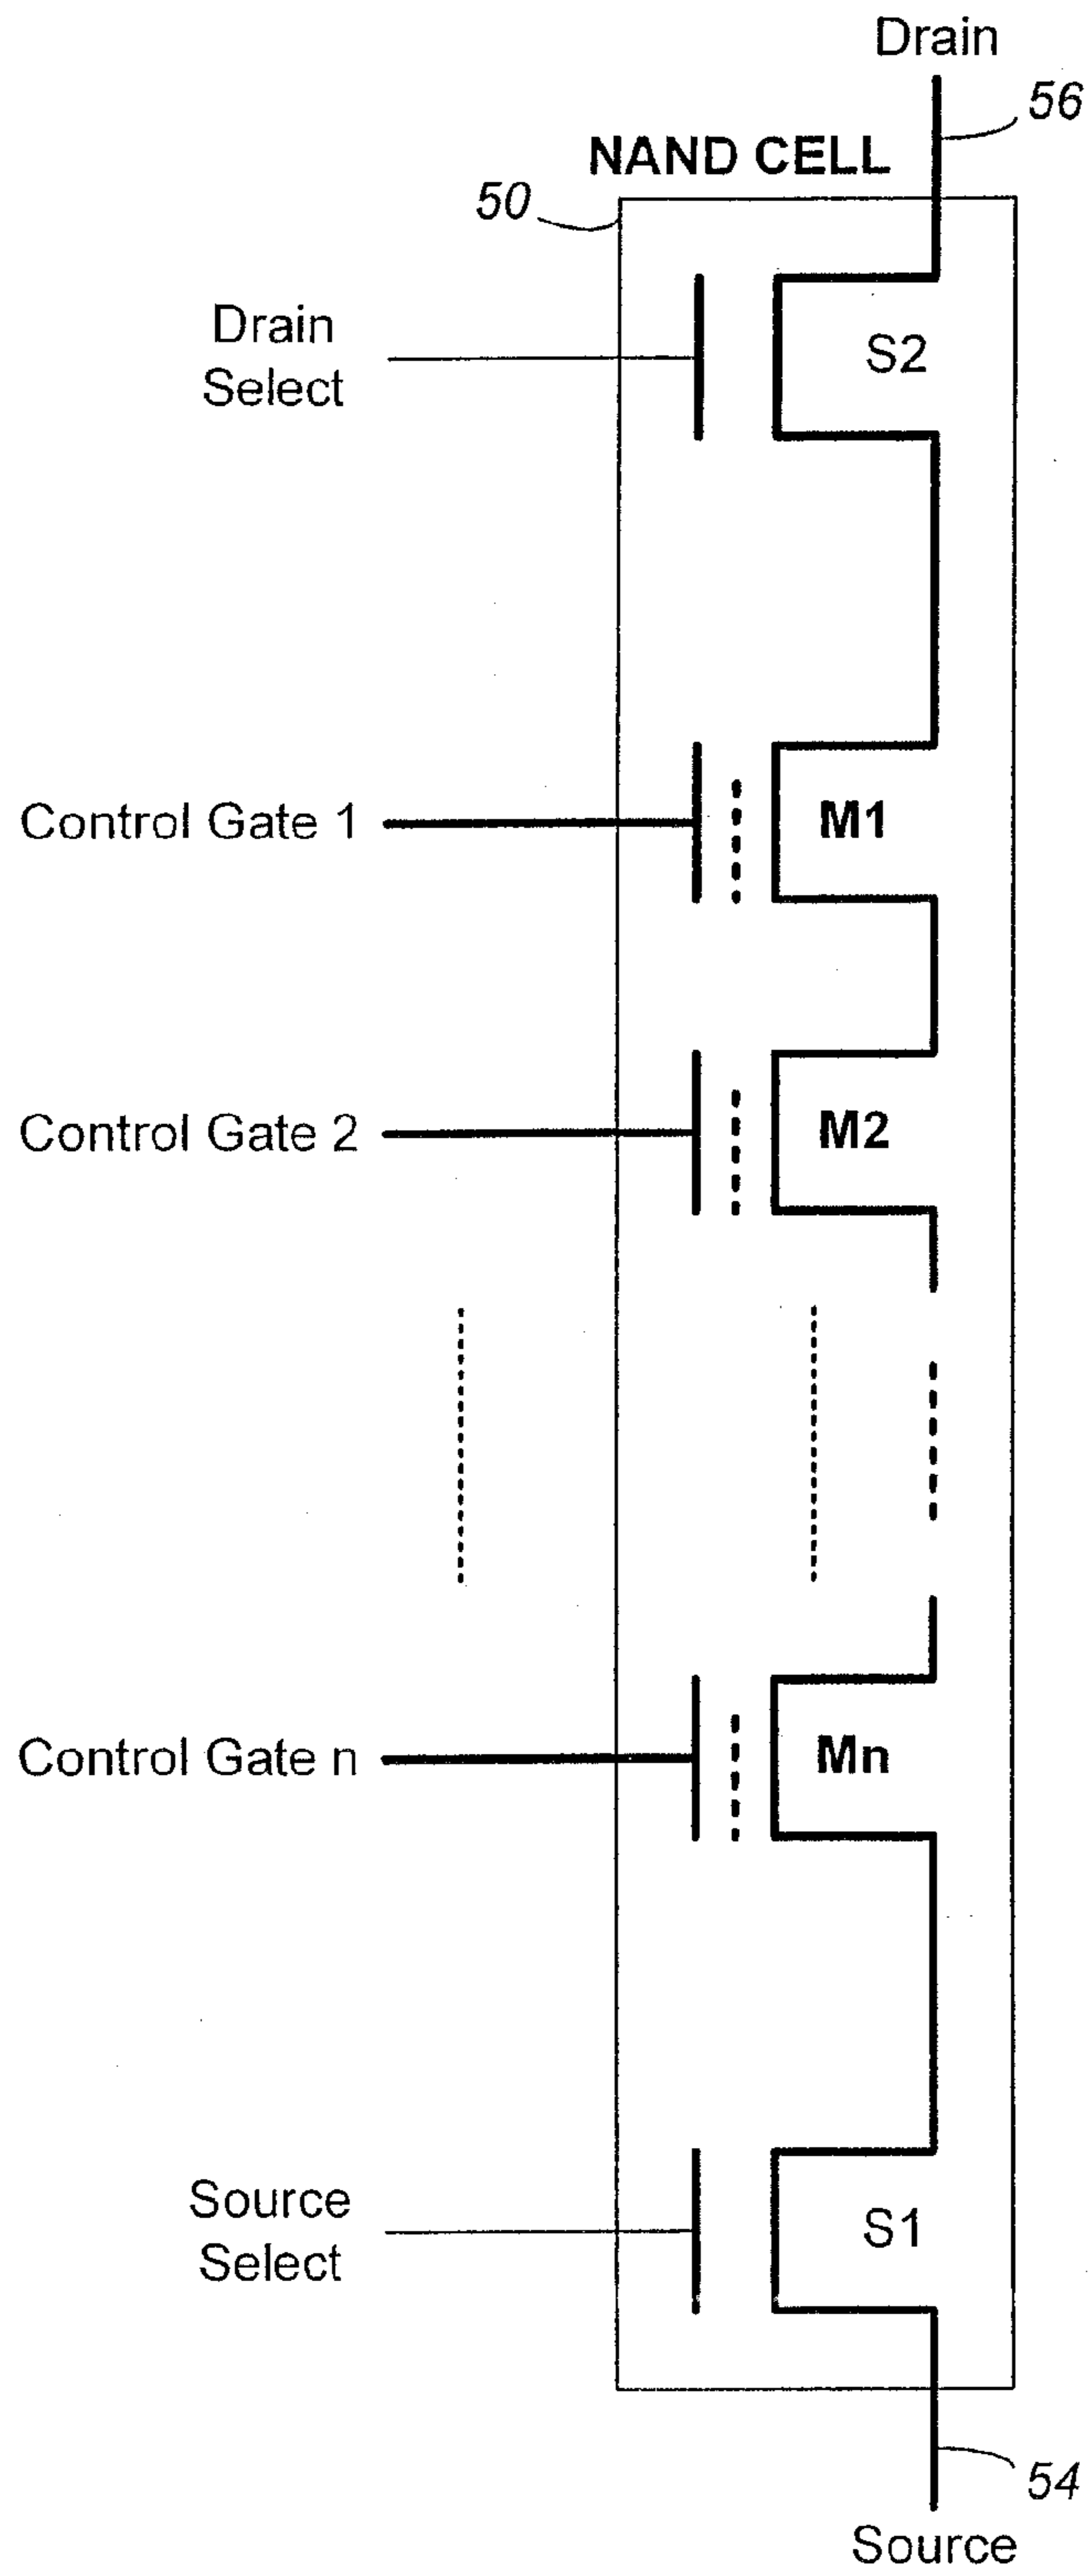 Drain
56
NAND CELL
50
Drain
Select
S2
Control Gate 1
M1
Control Gate 2
M2
Control Gate n
Mn
Source
Select
S1
54
Source